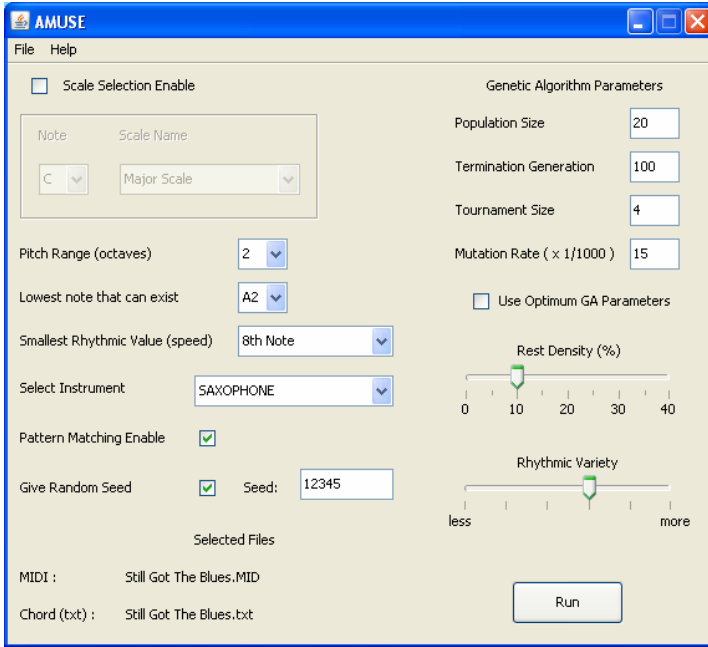 AMUSE
File Help
Scale Selection Enable
Note Scale Name
C Major Scale
Pitch Range (octaves) 2
Lowest note that can exist A2
Smallest Rhythmic Value (speed) 8th Note
Select Instrument SAXOPHONE
Pattern Matching Enable
Give Random Seed Seed: 12345
Selected Files
MIDI : Still Got The Blues.MID
Chord (txt) : Still Got The Blues.txt
Genetic Algorithm Parameters
Population Size 20
Termination Generation 100
Tournament Size 4
Mutation Rate ( x 1/1000 ) 15
Use Optimum GA Parameters
Rest Density (%)
0 10 20 30 40
Rhythmic Variety
less more
Run